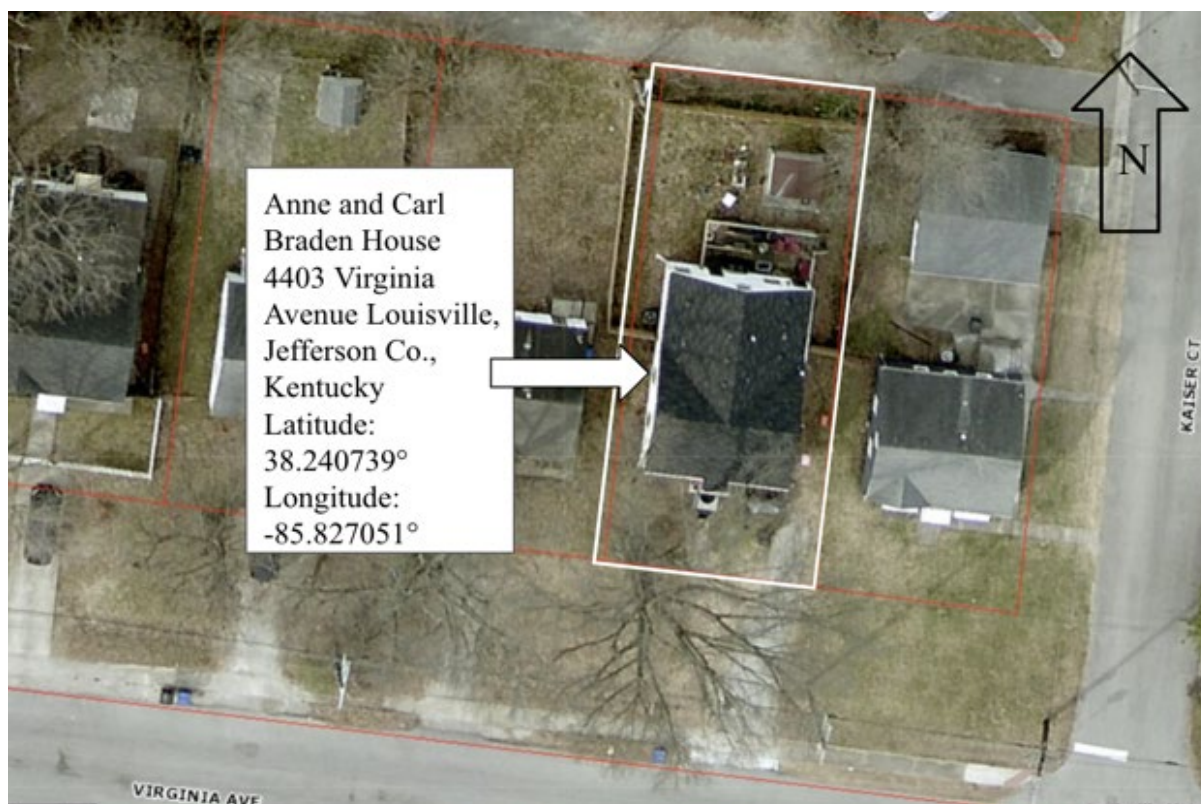 Anne and Carl
Braden House
4403 Virginia
Avenue Louisville,
Jefferson Co.,
Kentucky
Latitude:
38.240739°
Longitude:
-85.827051°
N
KAISER CT
VIRGINIA AVE